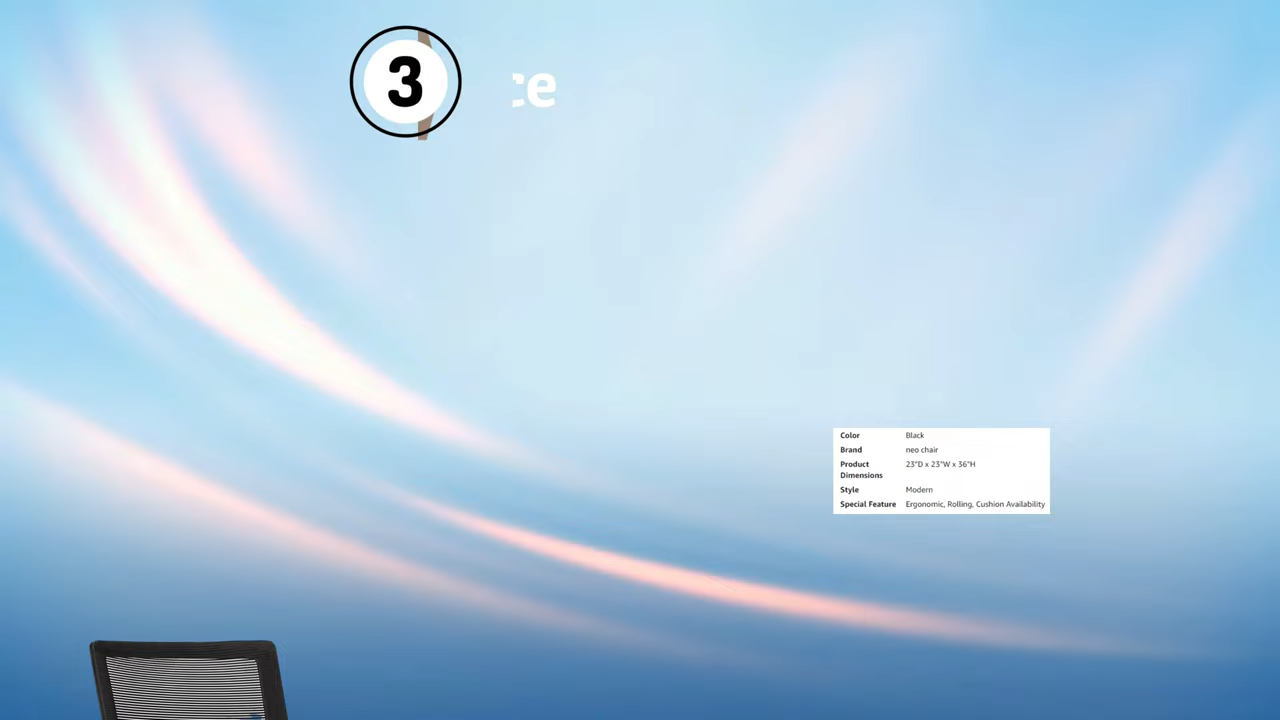 3
ce
Color Black
Brand neo chair
Product Dimensions 23"D x 23"W x 36"H
Style Modern
Special Feature Ergonomic, Rolling, Cushion Availability